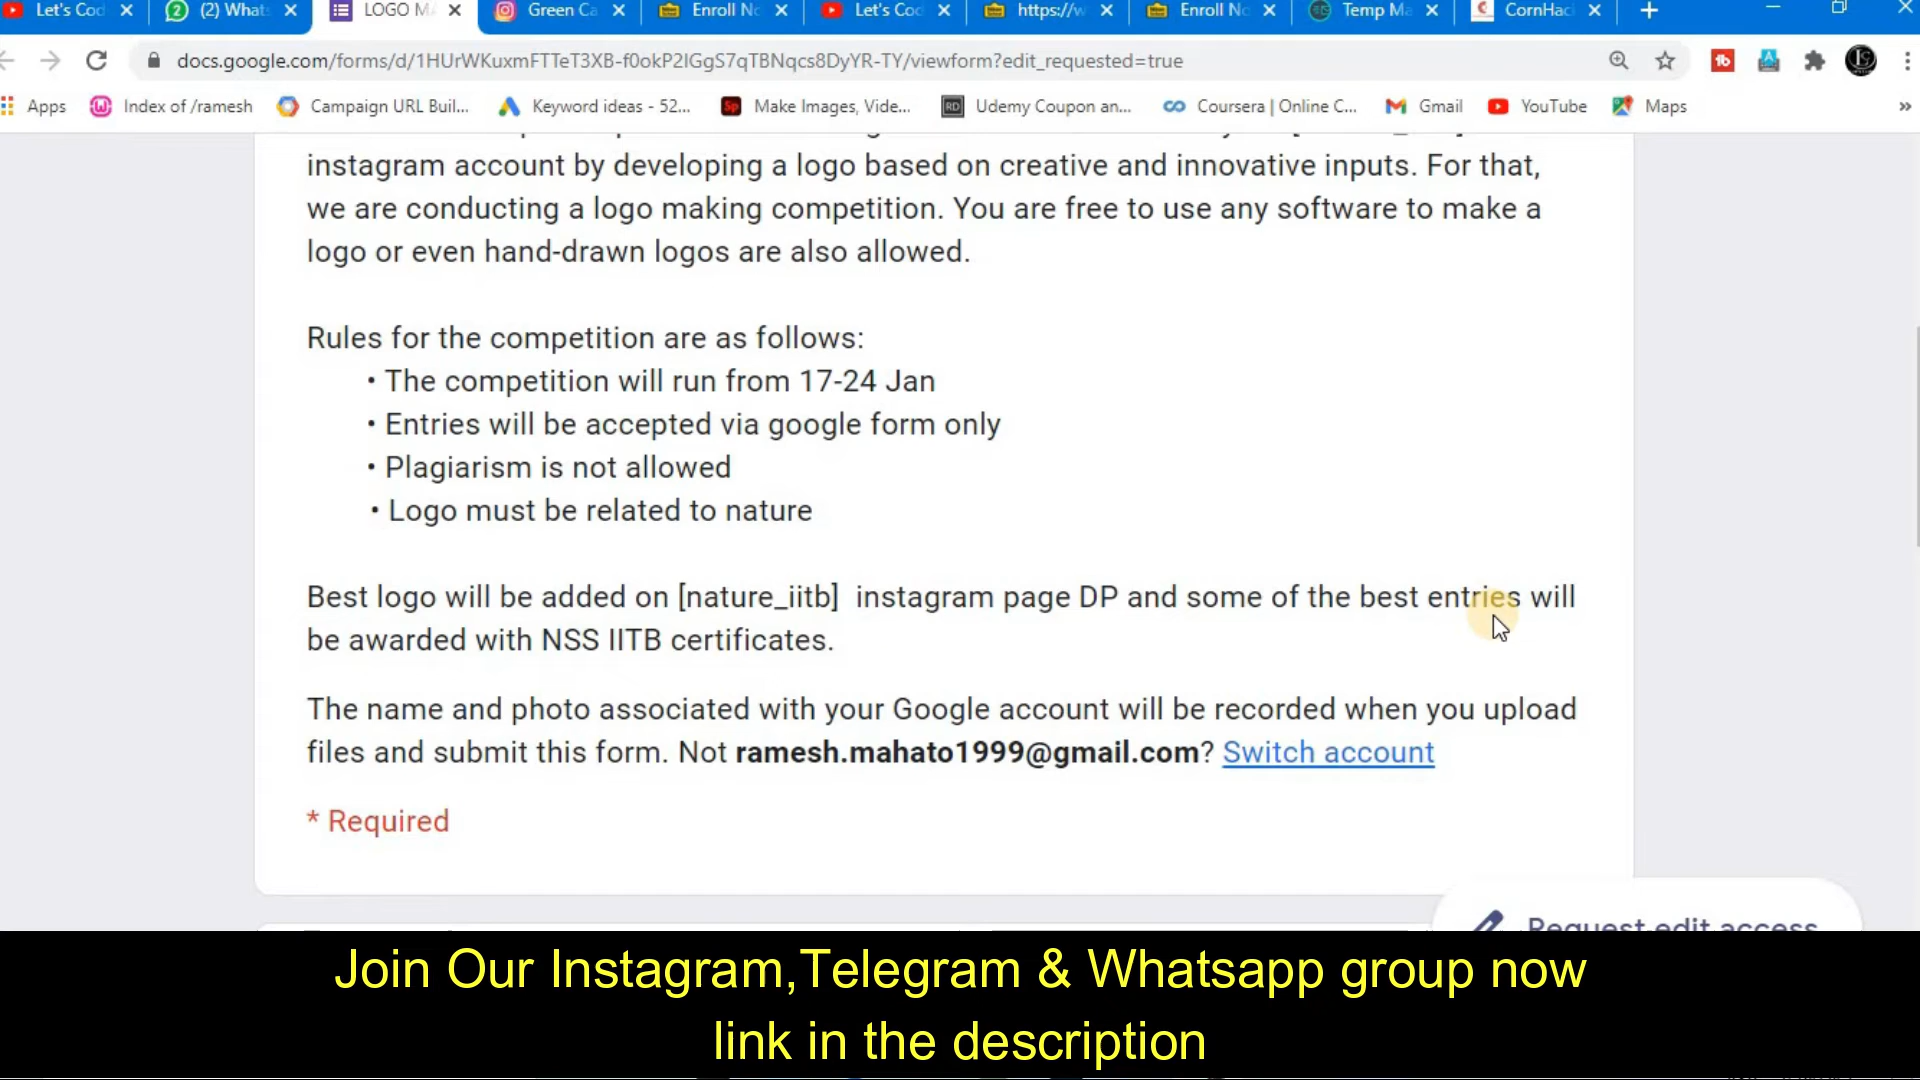 Let's Cod
(2) What:
LOGO MA
Green Ca
Enroll No
Let's Cod
https://w
Enroll No
Temp Ma
CornHac
docs.google.com/forms/d/1HUrWKuxmFTTeT3XB-f0okP2IGgS7qTBNqcs8DyYR-TY/viewform?edit_requested=true
Apps
Index of /ramesh
Campaign URL Buil...
Keyword ideas - 52...
Make Images, Vide...
Udemy Coupon an...
Coursera | Online C...
Gmail
YouTube
Maps
»
instagram account by developing a logo based on creative and innovative inputs. For that,
we are conducting a logo making competition. You are free to use any software to make a
logo or even hand-drawn logos are also allowed.
Rules for the competition are as follows:
• The competition will run from 17-24 Jan
• Entries will be accepted via google form only
• Plagiarism is not allowed
• Logo must be related to nature
Best logo will be added on [nature_iitb] instagram page DP and some of the best entries will
be awarded with NSS IITB certificates.
The name and photo associated with your Google account will be recorded when you upload
files and submit this form. Not ramesh.mahato1999@gmail.com? Switch account
* Required
Request edit access
Join Our Instagram,Telegram & Whatsapp group now
link in the description